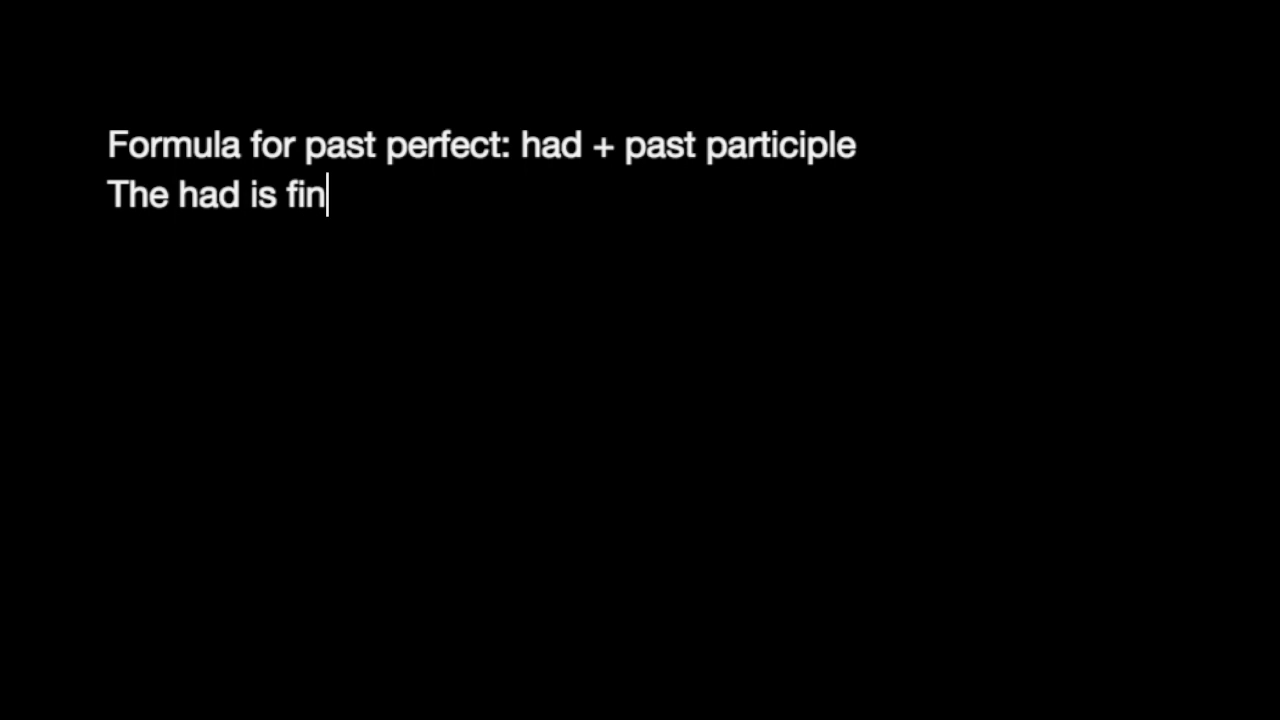 Formula for past perfect: had + past participle
The had is fin